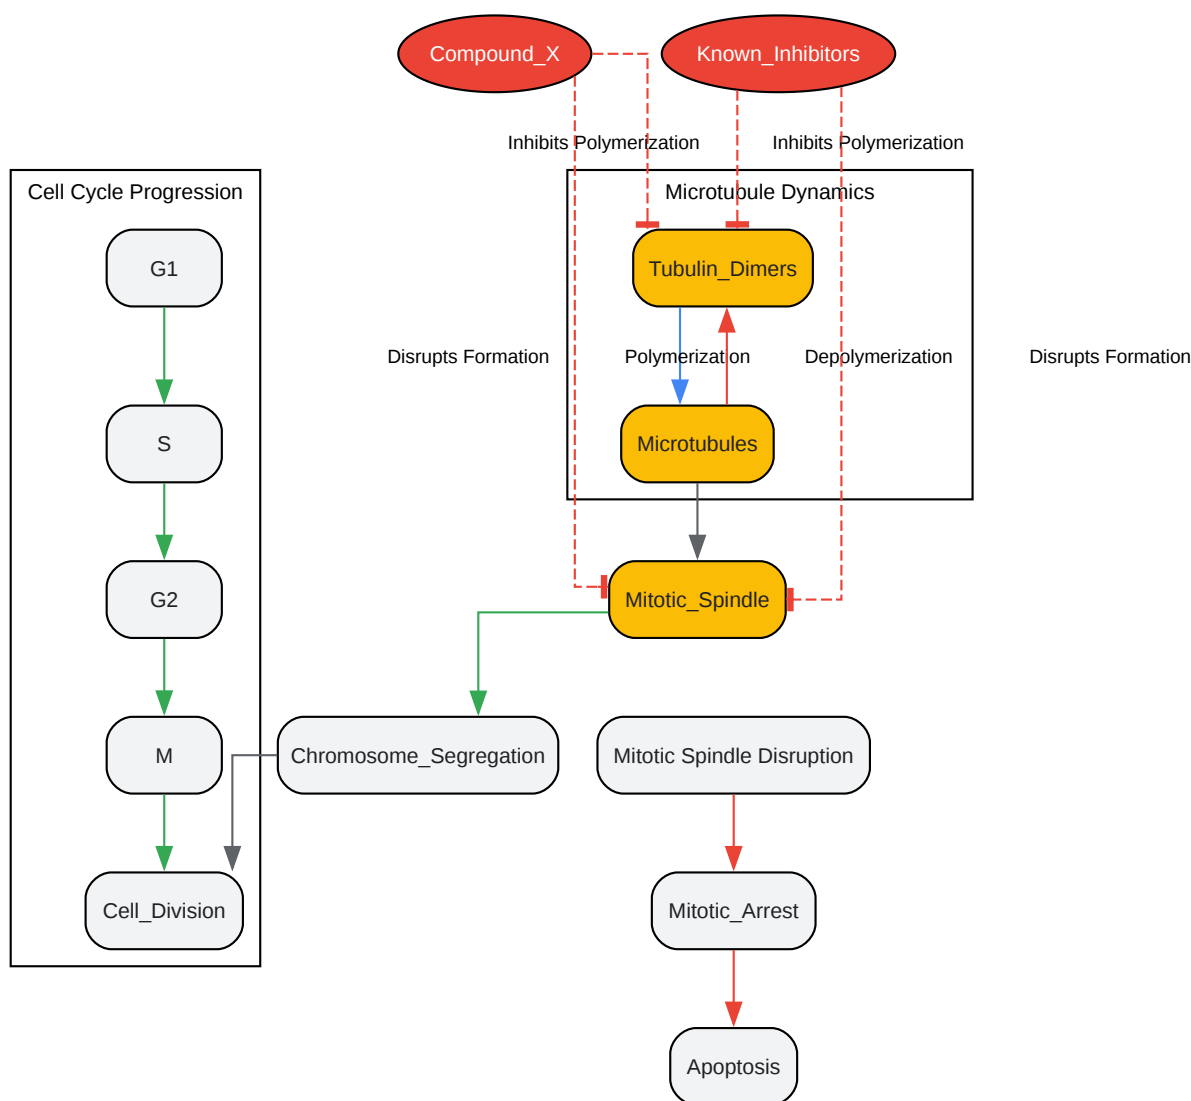 Compound_X
Known_Inhibitors
Inhibits Polymerization
Inhibits Polymerization
Cell Cycle Progression
Microtubule Dynamics
G1
Tubulin_Dimers
Disrupts Formation
Polymerization
Depolymerization
Disrupts Formation
S
Microtubules
G2
Mitotic_Spindle
M
Chromosome_Segregation
Mitotic Spindle Disruption
Cell_Division
Mitotic_Arrest
Apoptosis